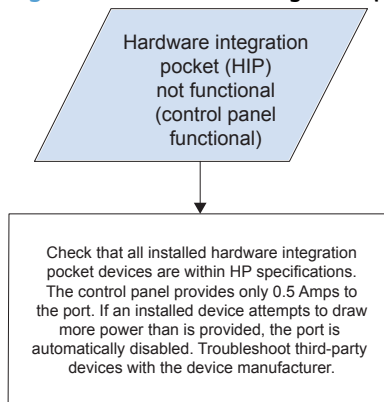 Hardware integration
pocket (HIP)
not functional
(control panel
functional)
Check that all installed hardware integration
pocket devices are within HP specifications.
The control panel provides only 0.5 Amps to
the port. If an installed device attempts to draw
more power than is provided, the port is
automatically disabled. Troubleshoot third-party
devices with the device manufacturer.